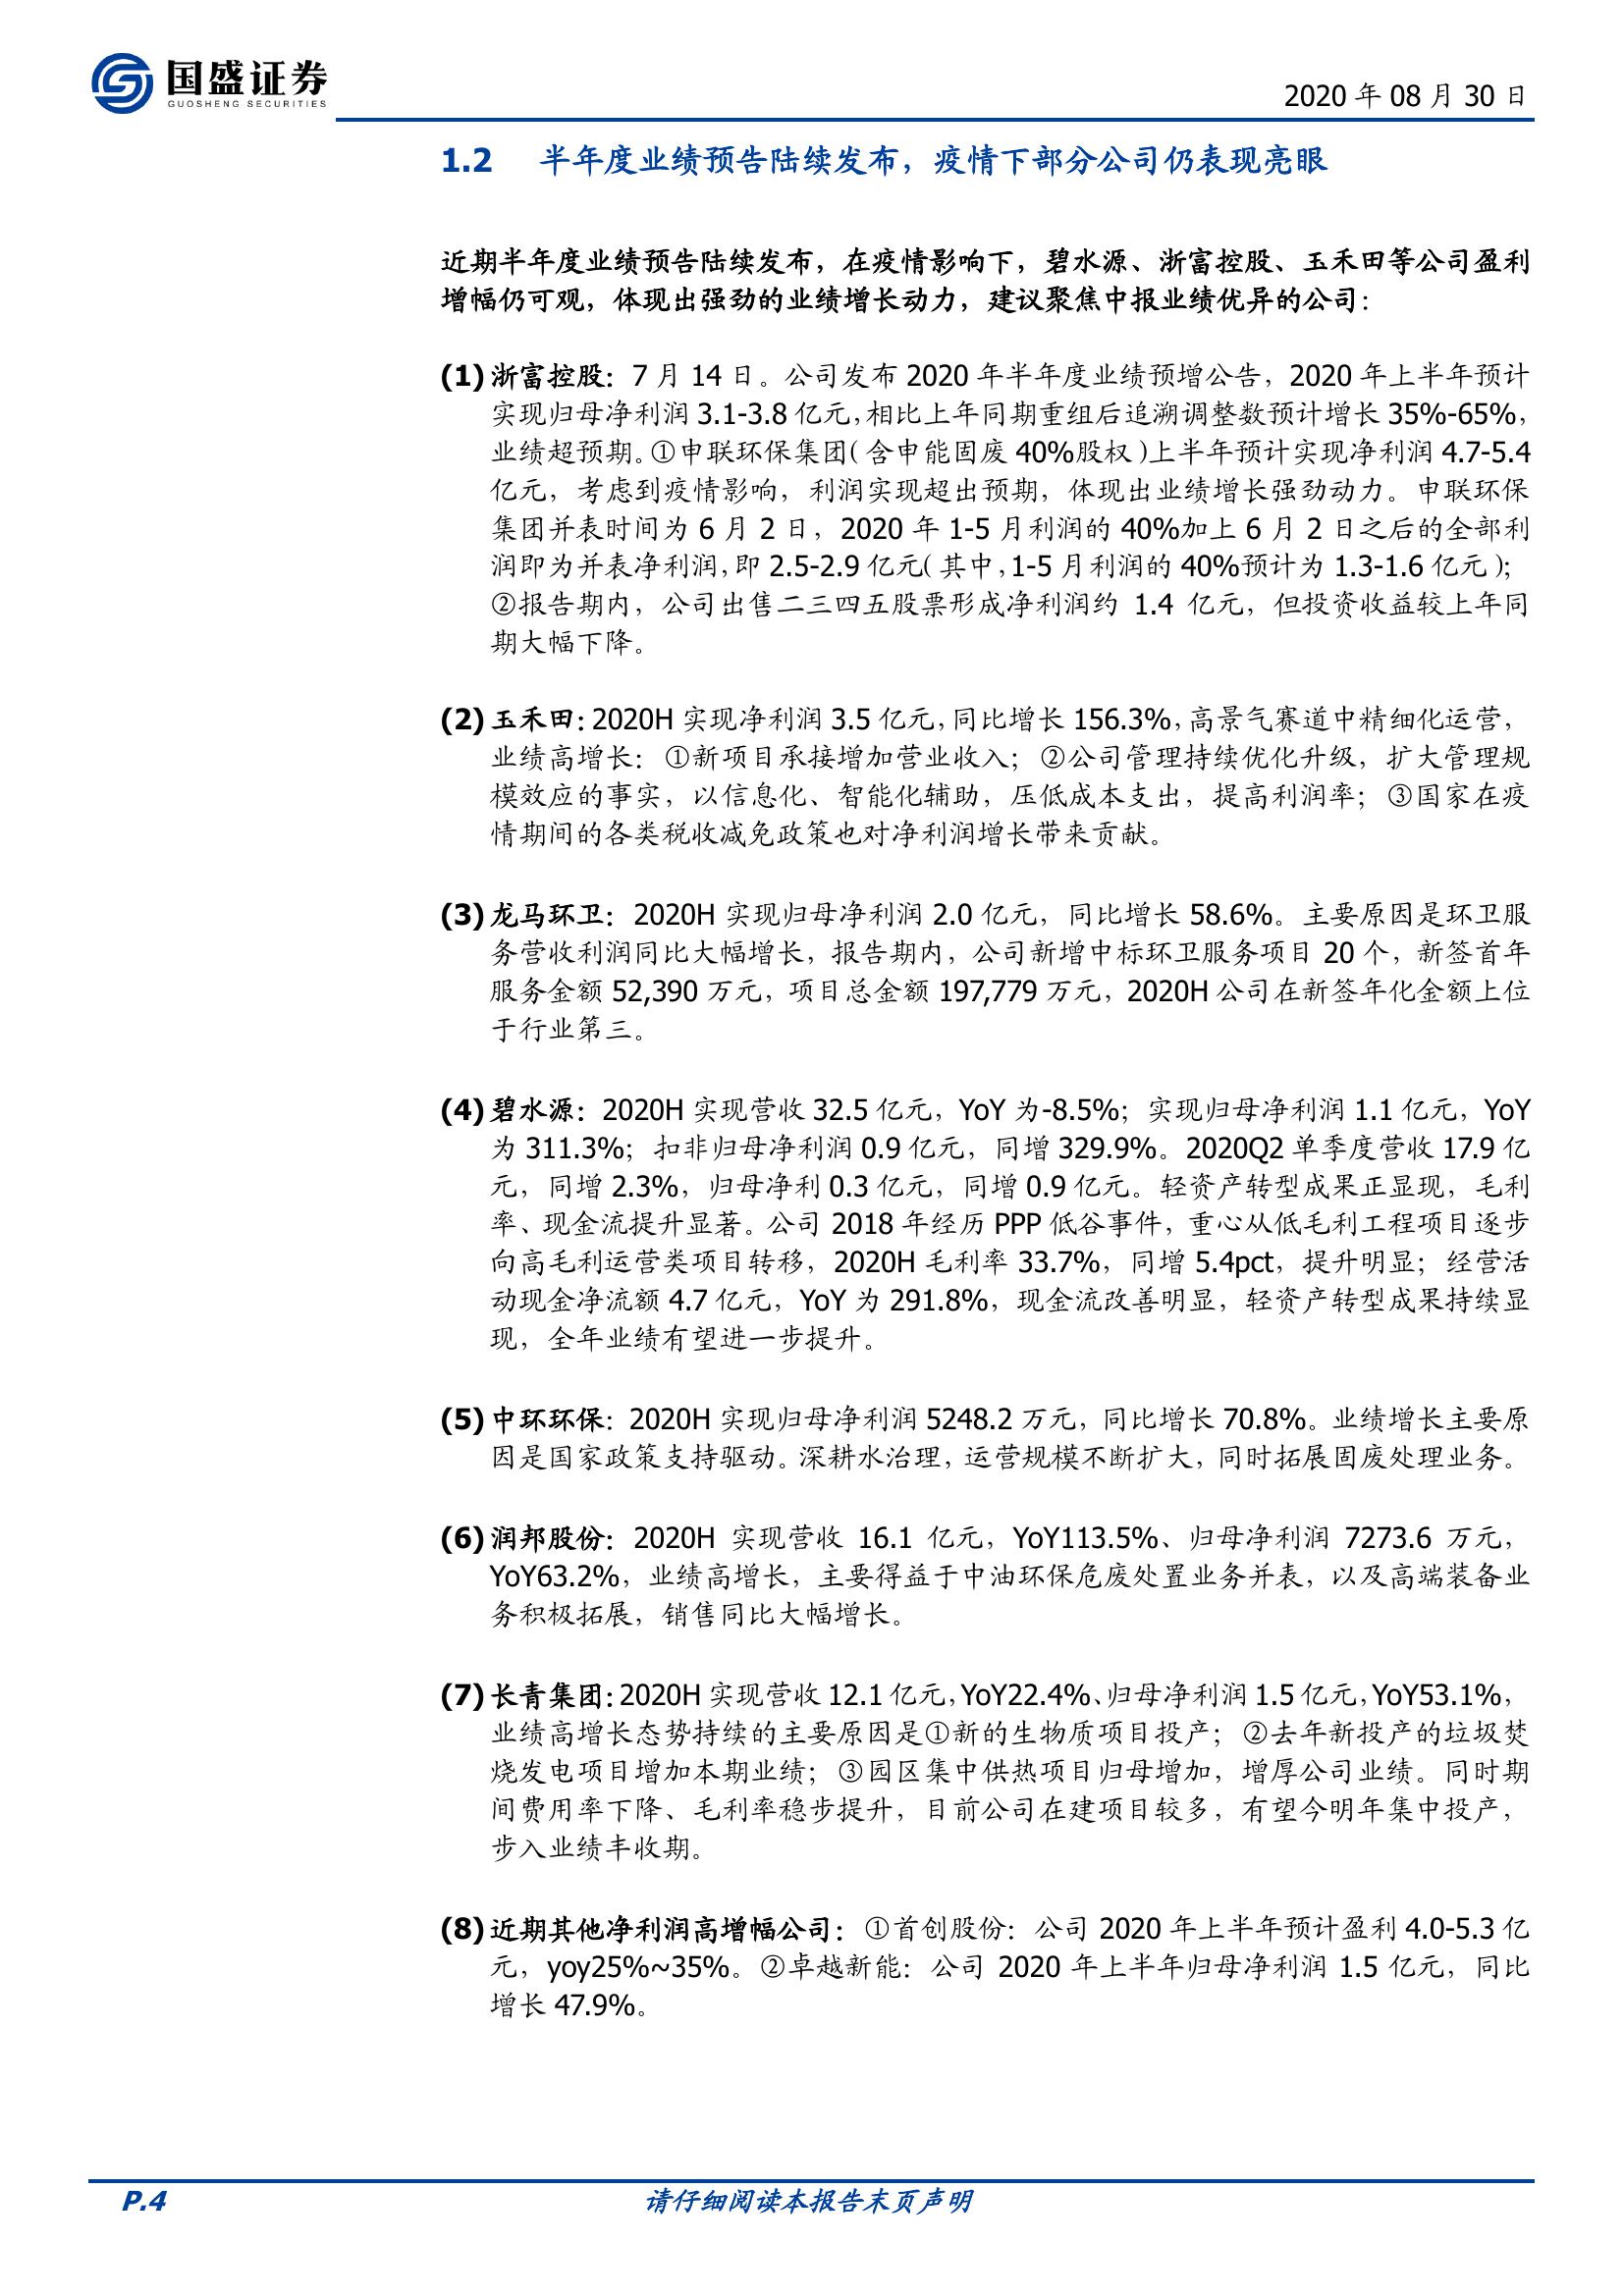 国盛证券
GUOSHENG SECURITIES
2020 年 08 月 30 日
1.2 半年度业绩预告陆续发布，疫情下部分公司仍表现亮眼
近期半年度业绩预告陆续发布，在疫情影响下，碧水源、浙富控股、玉禾田等公司盈利
增幅仍可观，体现出强劲的业绩增长动力，建议聚焦中报业绩优异的公司：
(1) 浙富控股：7 月 14 日。公司发布 2020 年半年度业绩预增公告，2020 年上半年预计
实现归母净利润 3.1-3.8 亿元，相比上年同期重组后追溯调整数预计增长 35%-65%，
业绩超预期。①申联环保集团（含申能固废 40%股权）上半年预计实现净利润 4.7-5.4
亿元，考虑到疫情影响，利润实现超出预期，体现出业绩增长强劲动力。申联环保
集团并表时间为 6 月 2 日，2020 年 1-5 月利润的 40%加上 6 月 2 日之后的全部利
润即为并表净利润，即 2.5-2.9 亿元（其中，1-5 月利润的 40%预计为 1.3-1.6 亿元）；
②报告期内，公司出售二三四五股票形成净利润约 1.4 亿元，但投资收益较上年同
期大幅下降。
(2) 玉禾田：2020H 实现净利润 3.5 亿元，同比增长 156.3%，高景气赛道中精细化运营，
业绩高增长：①新项目承接增加营业收入；②公司管理持续优化升级，扩大管理规
模效应的事实，以信息化、智能化辅助，压低成本支出，提高利润率；③国家在疫
情期间的各类税收减免政策也对净利润增长带来贡献。
(3) 龙马环卫：2020H 实现归母净利润 2.0 亿元，同比增长 58.6%。主要原因是环卫服
务营收利润同比大幅增长，报告期内，公司新增中标环卫服务项目 20 个，新签首年
服务金额 52,390 万元，项目总金额 197,779 万元，2020H 公司在新签年化金额上位
于行业第三。
(4) 碧水源：2020H 实现营收 32.5 亿元，YoY 为-8.5%；实现归母净利润 1.1 亿元，YoY
为 311.3%；扣非归母净利润 0.9 亿元，同增 329.9%。2020Q2 单季度营收 17.9 亿
元，同增 2.3%，归母净利 0.3 亿元，同增 0.9 亿元。轻资产转型成果正显现，毛利
率、现金流提升显著。公司 2018 年经历 PPP 低谷事件，重心从低毛利工程项目逐步
向高毛利运营类项目转移，2020H 毛利率 33.7%，同增 5.4pct，提升明显；经营活
动现金净流额 4.7 亿元，YoY 为 291.8%，现金流改善明显，轻资产转型成果持续显
现，全年业绩有望进一步提升。
(5) 中环环保：2020H 实现归母净利润 5248.2 万元，同比增长 70.8%。业绩增长主要原
因是国家政策支持驱动。深耕水治理，运营规模不断扩大，同时拓展固废处理业务。
(6) 润邦股份：2020H 实现营收 16.1 亿元，YoY113.5%、归母净利润 7273.6 万元，
YoY63.2%，业绩高增长，主要得益于中油环保危废处置业务并表，以及高端装备业
务积极拓展，销售同比大幅增长。
(7) 长青集团：2020H 实现营收 12.1 亿元，YoY22.4%、归母净利润 1.5 亿元，YoY53.1%，
业绩高增长态势持续的主要原因是①新的生物质项目投产；②去年新投产的垃圾焚
烧发电项目增加本期业绩；③园区集中供热项目归母增加，增厚公司业绩。同时期
间费用率下降、毛利率稳步提升，目前公司在建项目较多，有望今明年集中投产，
步入业绩丰收期。
(8) 近期其他净利润高增幅公司：①首创股份：公司 2020 年上半年预计盈利 4.0-5.3 亿
元，yoy25%~35%。②卓越新能：公司 2020 年上半年归母净利润 1.5 亿元，同比
增长 47.9%。
P.4 请仔细阅读本报告末页声明